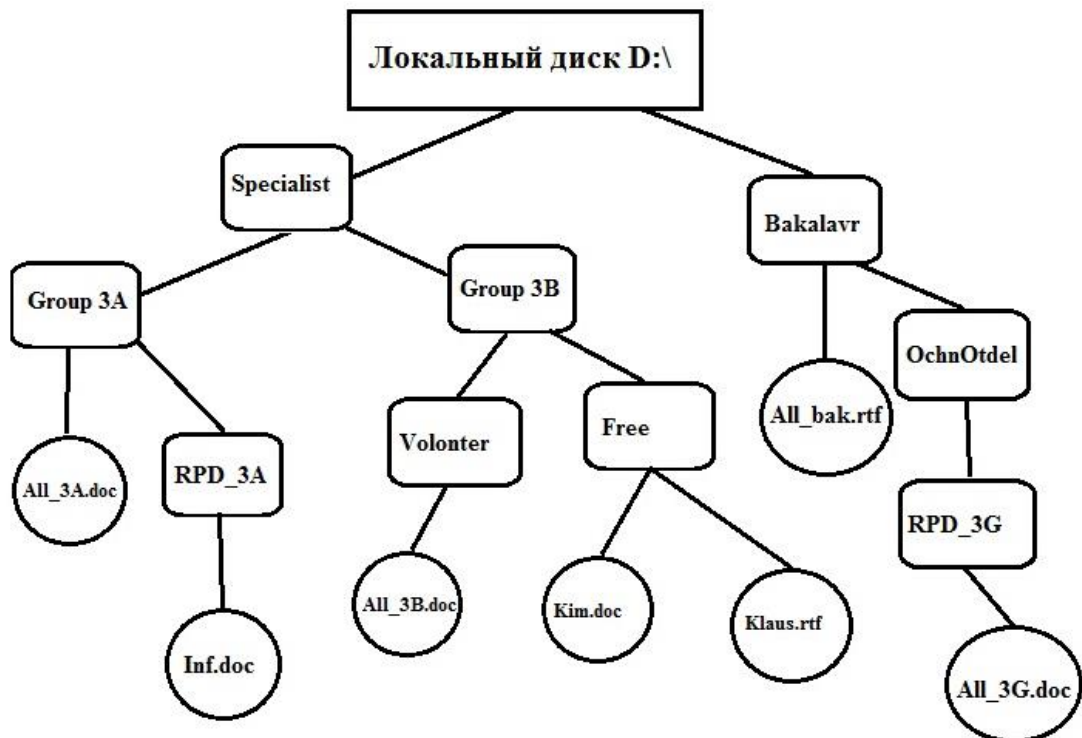 Локальный диск D:\
Specialist
Bakalavr
Group 3A
Group 3B
OchnOtdel
All_bak.rtf
Volonter
Free
All_3A.doc
RPD_3A
RPD_3G
All_3B.doc
Kim.doc
Klaus.rtf
Inf.doc
All_3G.doc